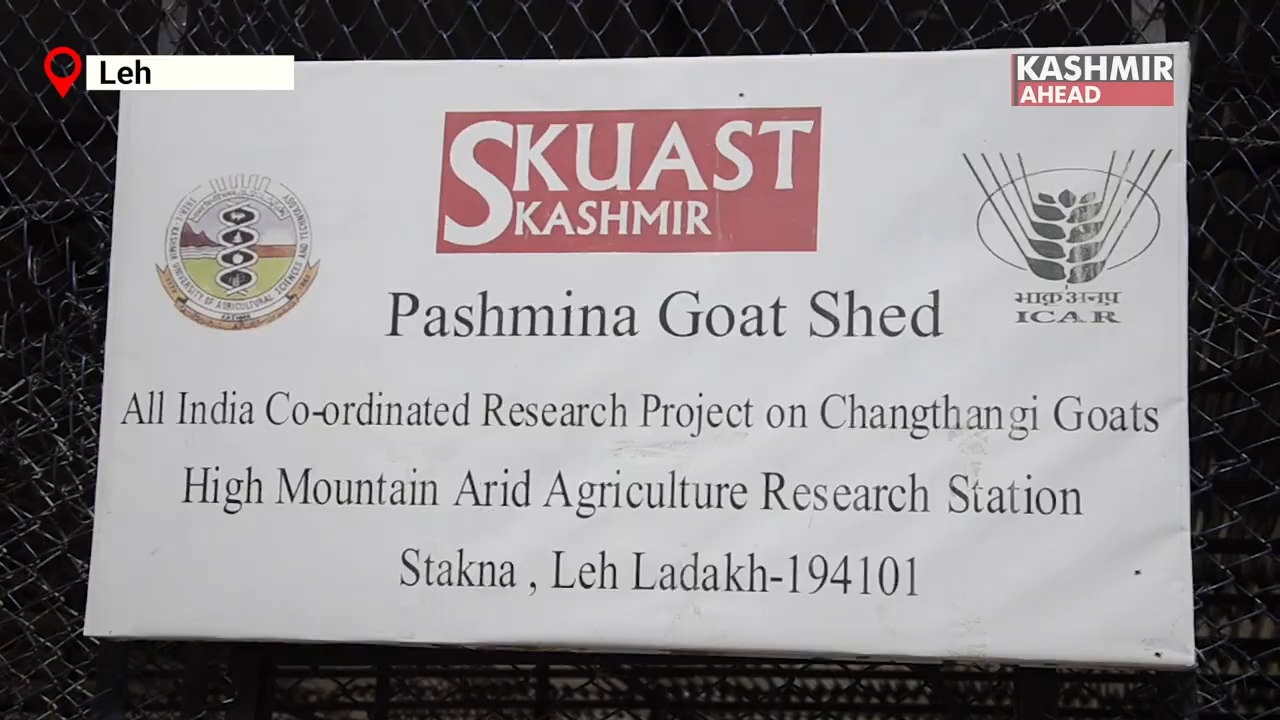 Leh
KASHMIR
AHEAD
SKUAST
KASHMIR
भाकृअनुप
ICAR
Pashmina Goat Shed
All India Co-ordinated Research Project on Changthangi Goats
High Mountain Arid Agriculture Research Station
Stakna , Leh Ladakh-194101